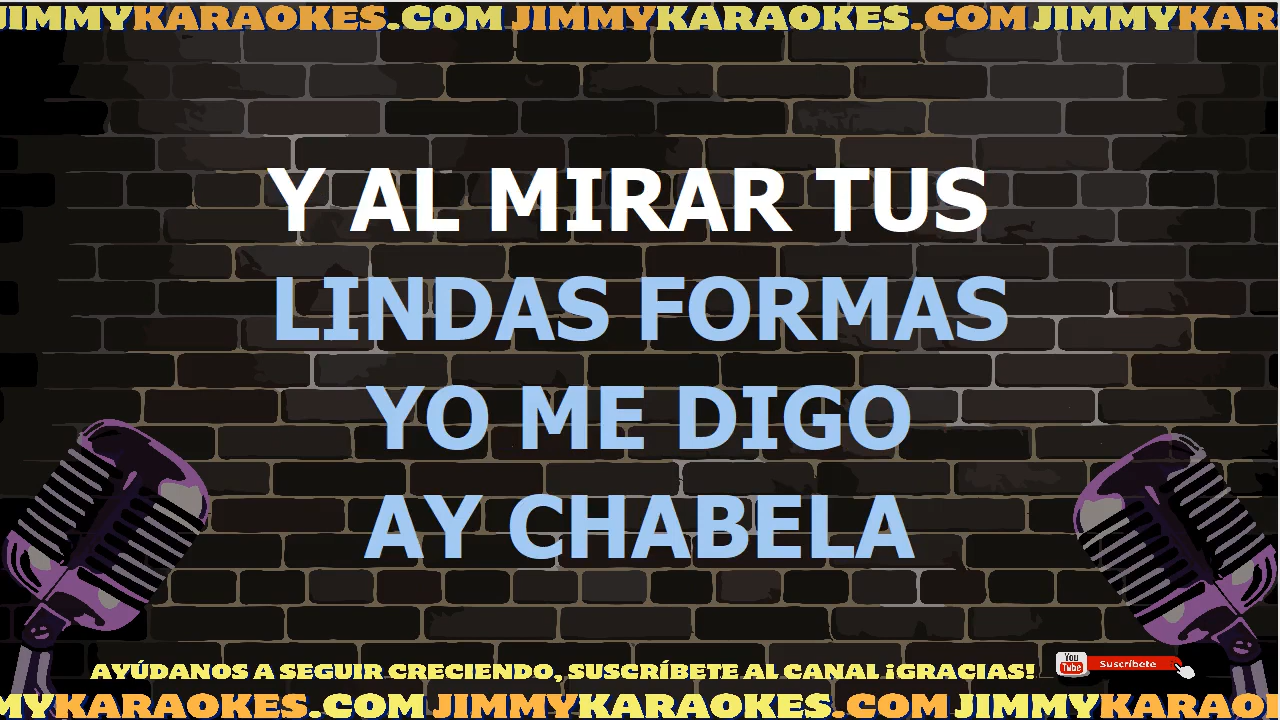 JIMMYKARAOKES.COM JIMMYKARAOKES.COM JIMMYKAR
Y AL MIRAR TUS
LINDAS FORMAS
YO ME DIGO
AY CHABELA
AYÚDANOS A SEGUIR CRECIENDO, SUSCRÍBETE AL CANAL ¡GRACIAS!
You Tube Suscríbete
MYKARAOKES.COM JIMMYKARAOKES.COM JIMMYKARAO